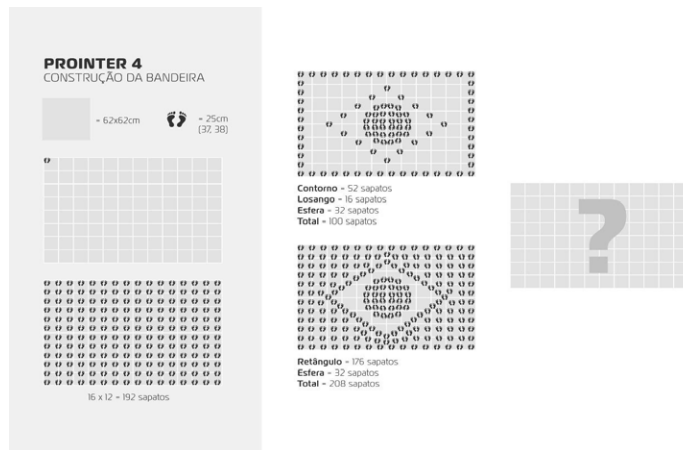 PROINTER 4
CONSTRUÇÃO DA BANDEIRA
= 62x62cm
= 25cm
(37, 38)
16 x 12 = 192 sapatos
Contorno = 52 sapatos
Losango = 16 sapatos
Esfera = 32 sapatos
Total = 100 sapatos
Retângulo = 176 sapatos
Esfera = 32 sapatos
Total = 208 sapatos
?